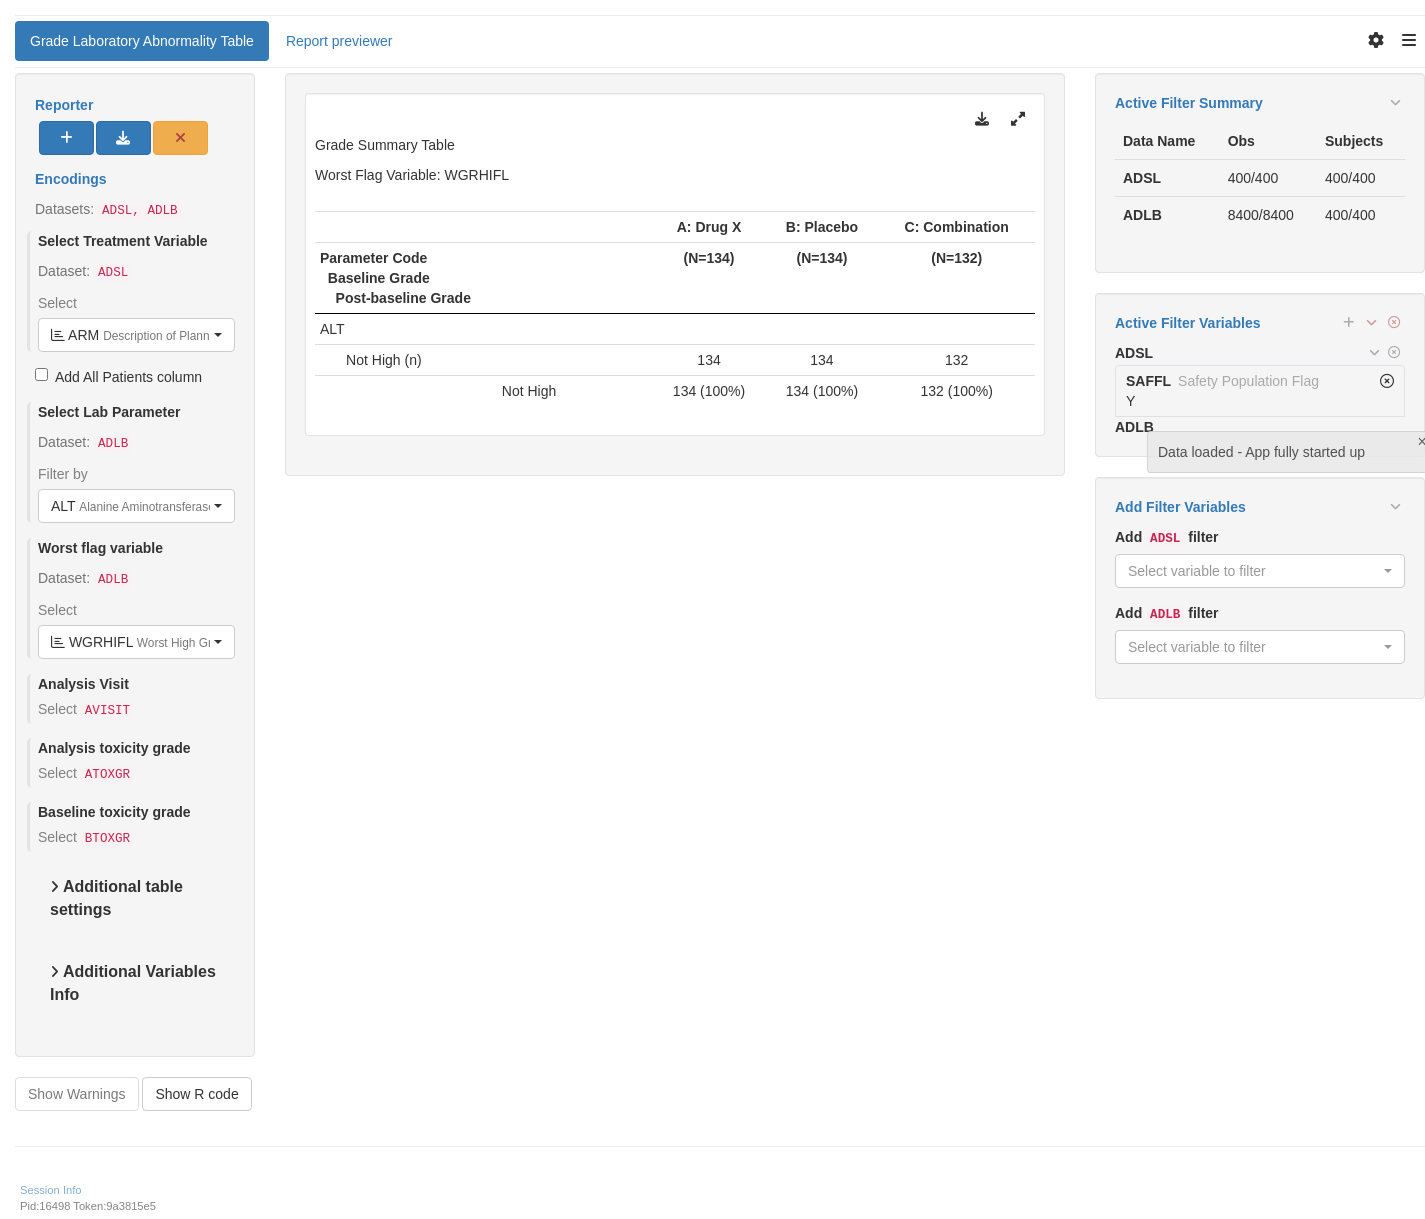 Grade Laboratory Abnormality Table
Report previewer
Reporter
Encodings
Datasets: ADSL, ADLB
Select Treatment Variable
Dataset: ADSL
Select
ARM Description of Plann
Add All Patients column
Select Lab Parameter
Dataset: ADLB
Filter by
ALT Alanine Aminotransferase
Worst flag variable
Dataset: ADLB
Select
WGRHIFL Worst High Gr
Analysis Visit
Select AVISIT
Analysis toxicity grade
Select ATOXGR
Baseline toxicity grade
Select BTOXGR
Additional table
settings
Additional Variables
Info
Show Warnings
Show R code
Grade Summary Table
Worst Flag Variable: WGRHIFL
A: Drug X B: Placebo C: Combination
Parameter Code (N=134) (N=134) (N=132)
Baseline Grade
Post-baseline Grade
ALT
Not High (n) 134 134 132
Not High 134 (100%) 134 (100%) 132 (100%)
Active Filter Summary
Data Name Obs Subjects
ADSL 400/400 400/400
ADLB 8400/8400 400/400
Active Filter Variables
ADSL
SAFFL Safety Population Flag
Y
ADLB
Data loaded - App fully started up
Add Filter Variables
Add ADSL filter
Select variable to filter
Add ADLB filter
Select variable to filter
Session Info
Pid:16498 Token:9a3815e5